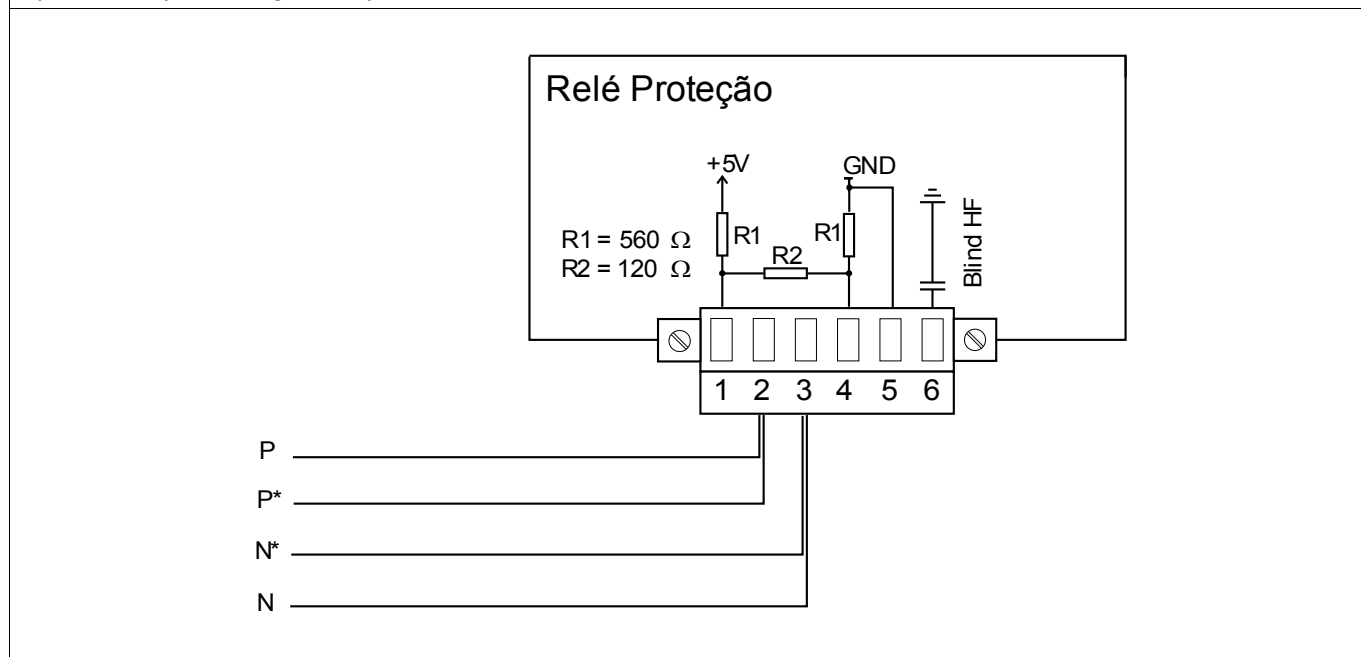 Relé Proteção
+5V
GND
R1 = 560 Ω
R2 = 120 Ω
R1
R1
R2
Blind HF
1 2 3 4 5 6
P
P*
N*
N